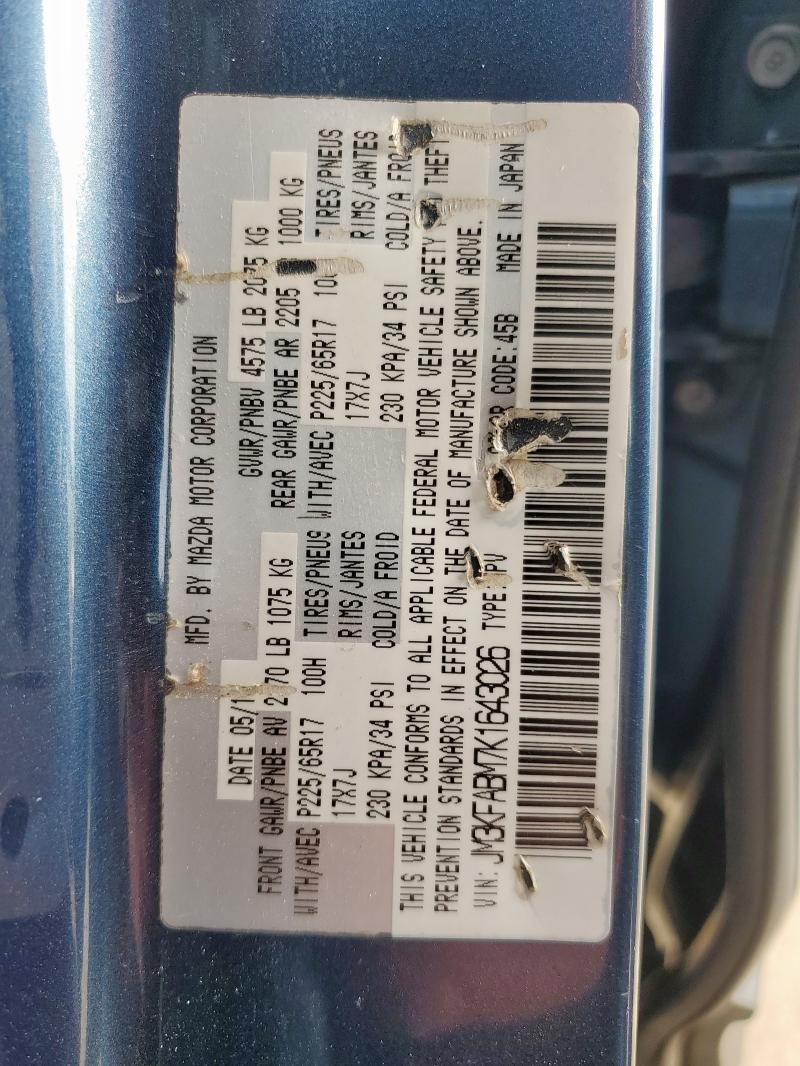 MFD. BY MAZDA MOTOR CORPORATION
DATE 05/1
GVWR/PNBV 4575 LB KG
FRONT GAWR/PNBE AV LB 1075 KG
REAR GAWR/PNBE AR 2205 1000 KG
WITH/AVEC P225/65R17 100H TIRES/PNEUS
WITH/AVEC P225/65R17 TIRES/PNEUS
17X7J RIMS/JANTES
17X7J RIMS/JANTES
230 KPA/34 PSI COLD/A FROID
230 KPA/34 PSI COLD/A FROID
THIS VEHICLE CONFORMS TO ALL APPLICABLE FEDERAL MOTOR VEHICLE SAFETY THEFT
PREVENTION STANDARDS IN EFFECT ON THE DATE OF MANUFACTURE SHOWN ABOVE.
VIN: JM3KFABM7K1643026 TYPE: CODE:45B MADE IN JAPAN